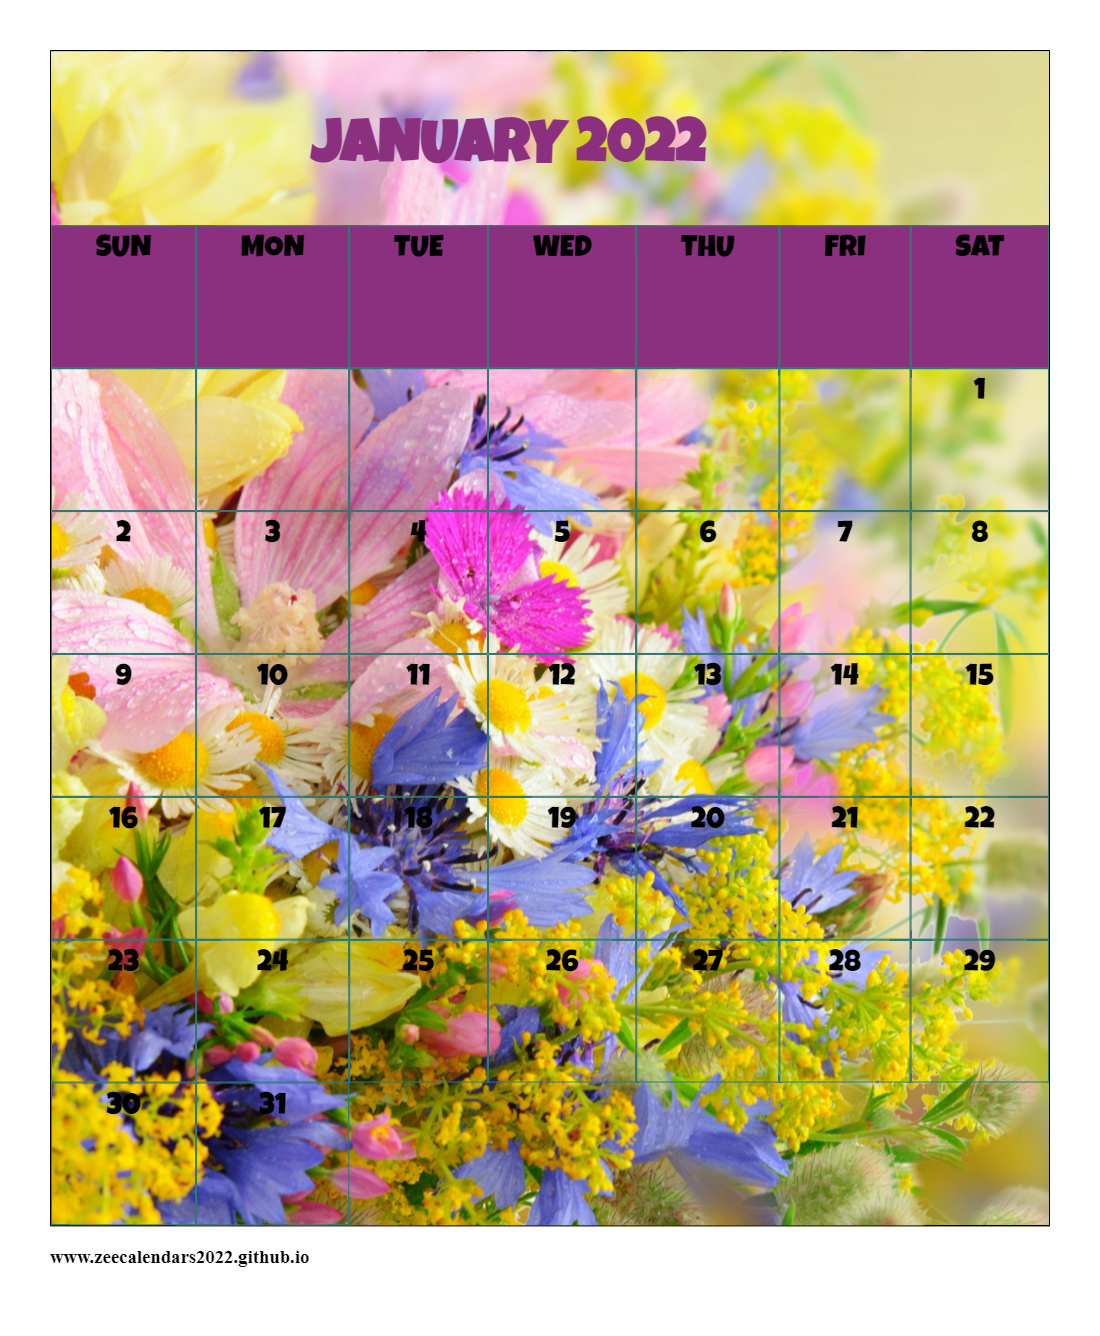 JANUARY 2022
SUN MON TUE WED THU FRI SAT
1
2 3 4 5 6 7 8
9 10 11 12 13 14 15
16 17 18 19 20 21 22
23 24 25 26 27 28 29
30 31
www.zeecalendars2022.github.io